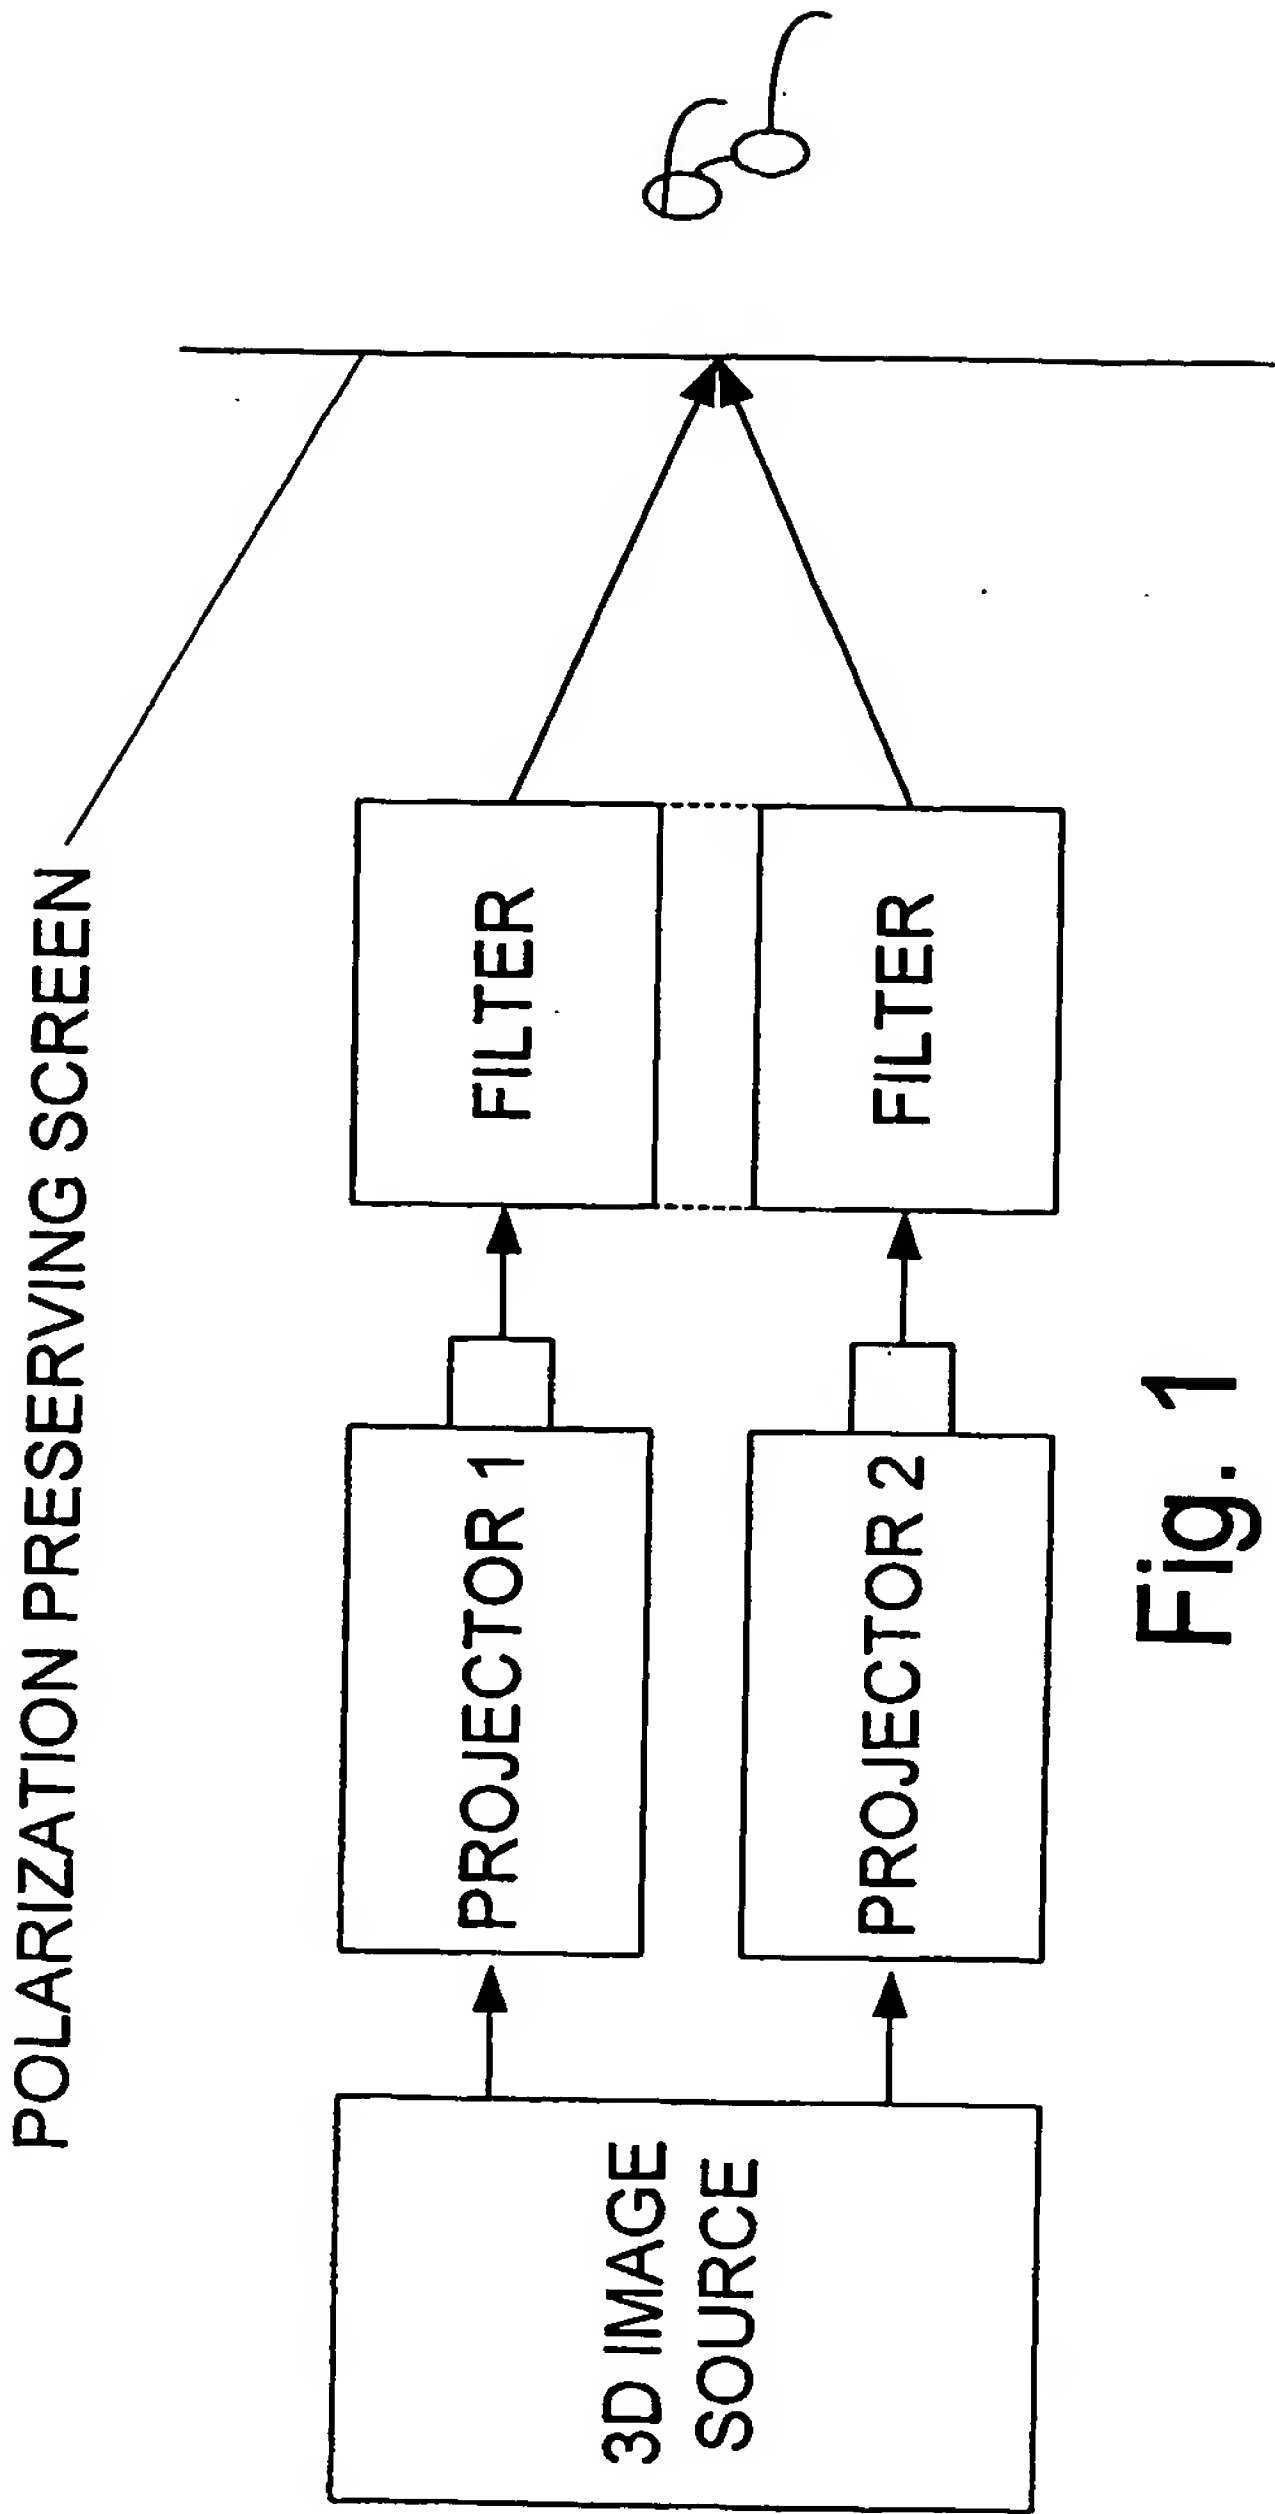 POLARIZATION PRESERVING SCREEN
3D IMAGE
SOURCE
PROJECTOR 1
FILTER
PROJECTOR 2
FILTER
Fig. 1